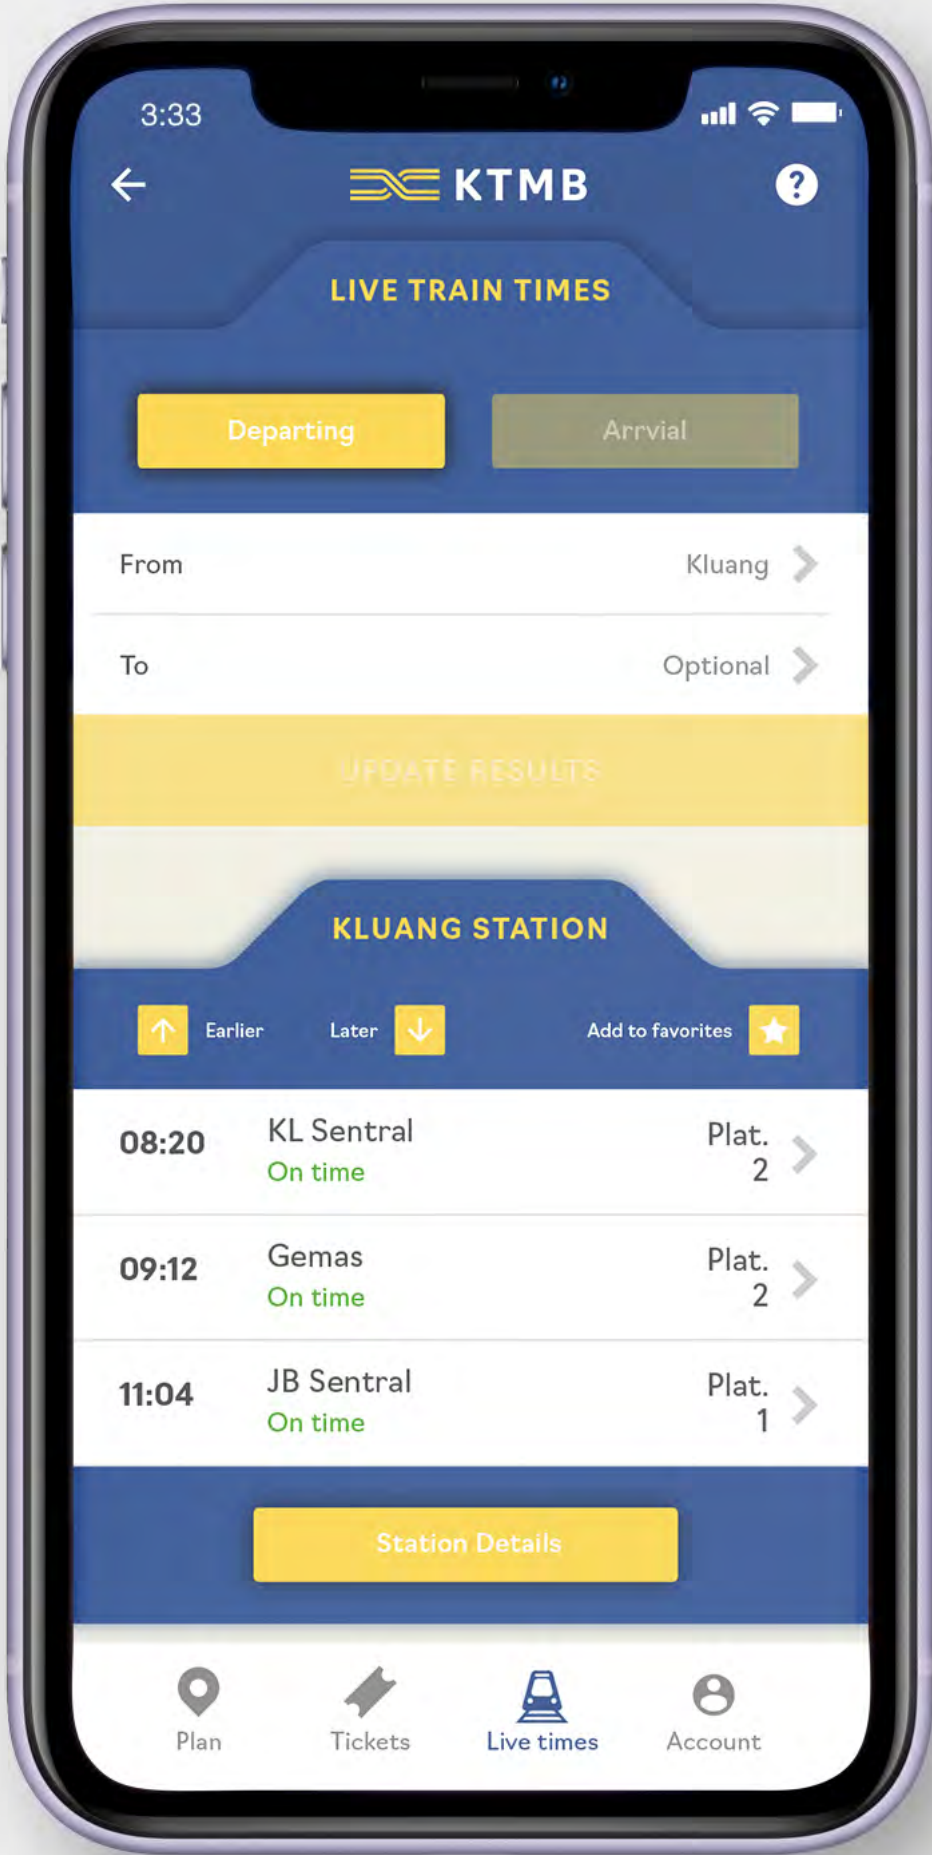 3:33
KTMB
?
LIVE TRAIN TIMES
Departing
Arrvial
From
Kluang
To
Optional
UPDATE RESULTS
KLUANG STATION
Earlier
Later
Add to favorites
08:20
KL Sentral
Plat.
On time
2
09:12
Gemas
Plat.
On time
2
11:04
JB Sentral
Plat.
On time
1
Station Details
Plan
Tickets
Live times
Account